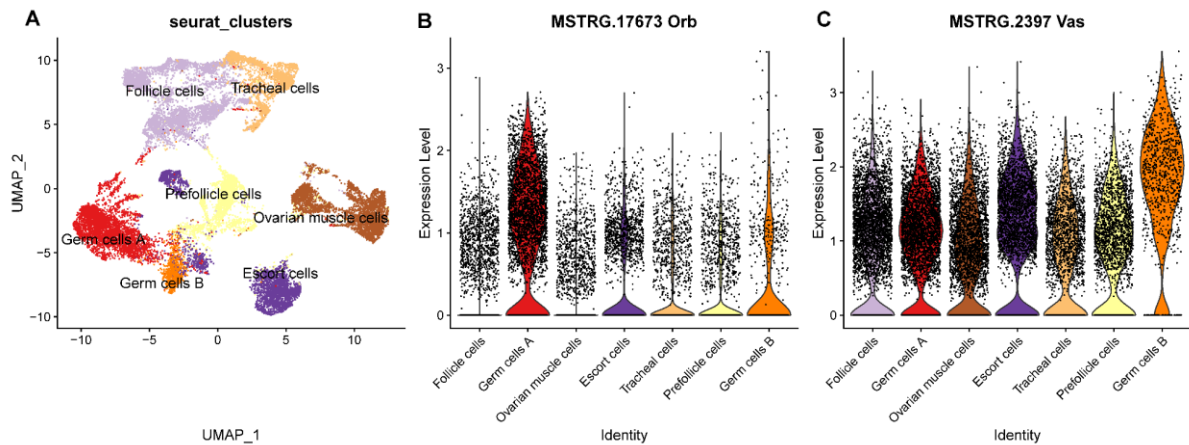 A
seurat_clusters
10
5
0
−5
−10
UMAP_2
Follicle cells
Tracheal cells
Prefollicle cells
Ovarian muscle cells
Germ cells A
Escort cells
Germ cells B
−10
−5
0
5
10
UMAP_1
B
MSTRG.17673 Orb
Expression Level
3
2
1
0
Follicle cells
Germ cells A
Ovarian muscle cells
Escort cells
Tracheal cells
Prefollicle cells
Germ cells B
Identity
C
MSTRG.2397 Vas
Expression Level
3
2
1
0
Follicle cells
Germ cells A
Ovarian muscle cells
Escort cells
Tracheal cells
Prefollicle cells
Germ cells B
Identity